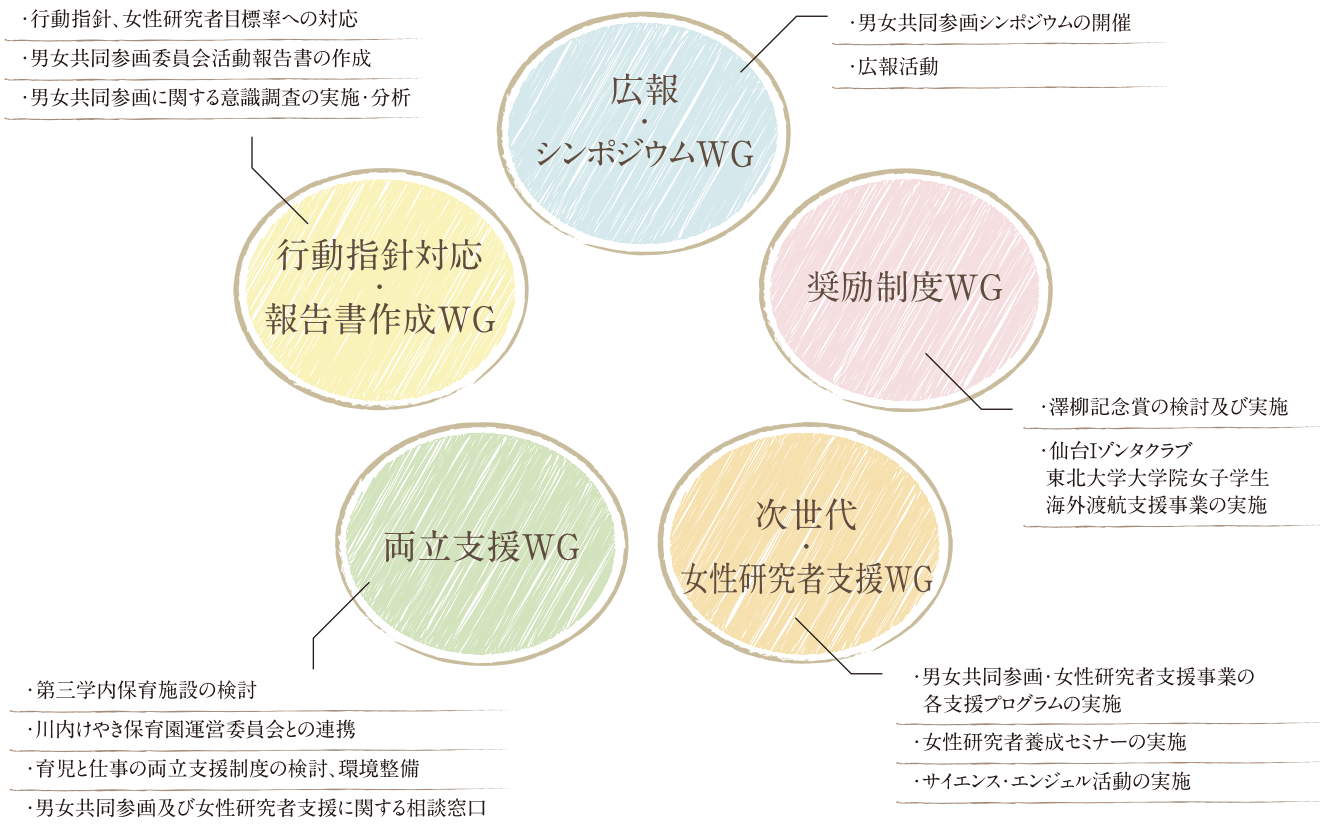 ・行動指針、女性研究者目標率への対応
・男女共同参画委員会活動報告書の作成
・男女共同参画に関する意識調査の実施・分析
広報
・
シンポジウムWG
・男女共同参画シンポジウムの開催
・広報活動
行動指針対応
・
報告書作成WG
奨励制度WG
・澤柳記念賞の検討及び実施
・仙台Iゾンタクラブ
東北大学大学院女子学生
海外渡航支援事業の実施
両立支援WG
次世代
・
女性研究者支援WG
・第三学内保育施設の検討
・川内けやき保育園運営委員会との連携
・育児と仕事の両立支援制度の検討、環境整備
・男女共同参画及び女性研究者支援に関する相談窓口
・男女共同参画・女性研究者支援事業の
各支援プログラムの実施
・女性研究者養成セミナーの実施
・サイエンス・エンジェル活動の実施